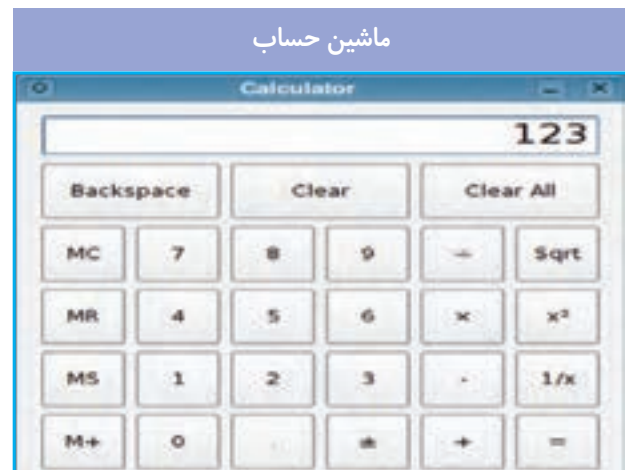 ماشین حساب
Calculator
123
Backspace Clear Clear All
MC 7 8 9 ÷ Sqrt
MR 4 5 6 × x²
MS 1 2 3 - 1/x
M+ 0 . ± + =